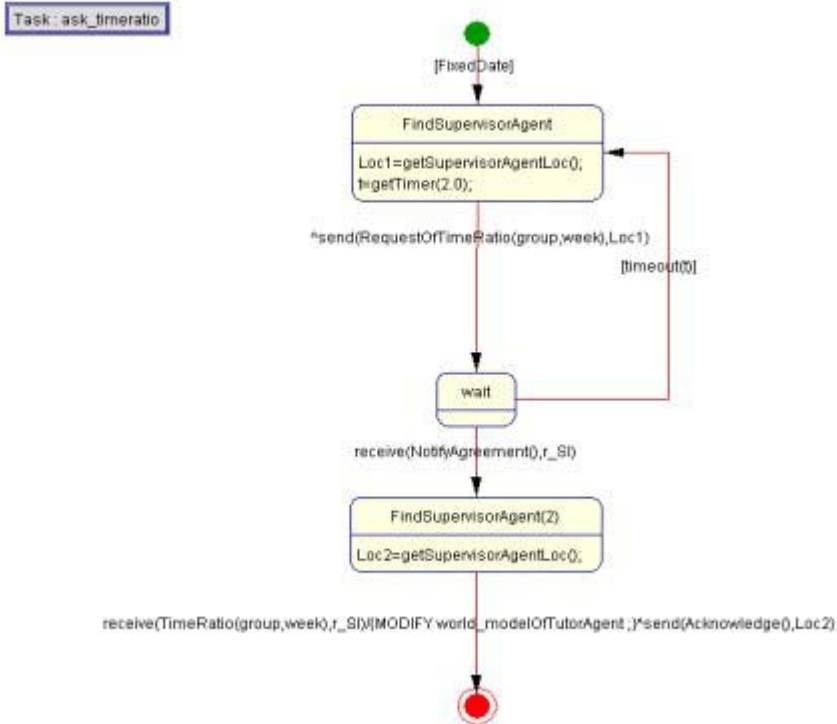 Task : ask_timeratio
[FixedDate]
FindSupervisorAgent
Loc1=getSupervisorAgentLoc();
t=getTimer(2.0);
^send(RequestOfTimeRatio(group,week),Loc1)
[timeout(t)]
wait
receive(NotifyAgreement(),r_SI)
FindSupervisorAgent(2)
Loc2=getSupervisorAgentLoc();
receive(TimeRatio(group,week),r_SI)/{MODIFY world_modelOfTutorAgent ;}^send(Acknowledge(),Loc2)